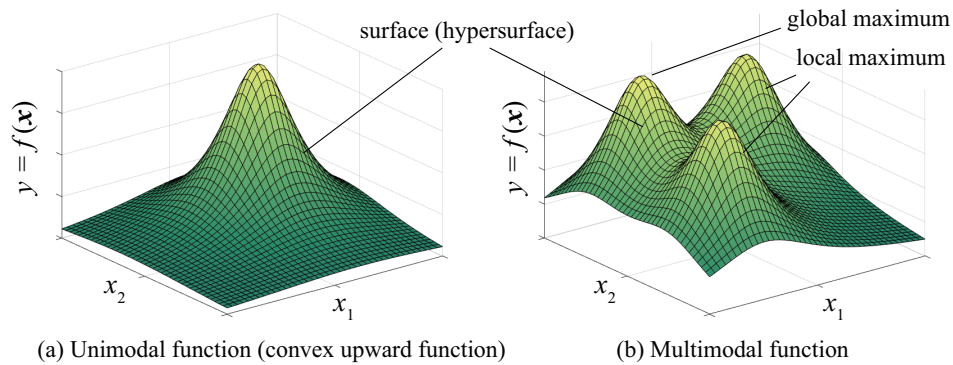 surface (hypersurface)
global maximum
local maximum
y = f(x)
x2
x1
y = f(x)
x2
x1
(a) Unimodal function (convex upward function)
(b) Multimodal function